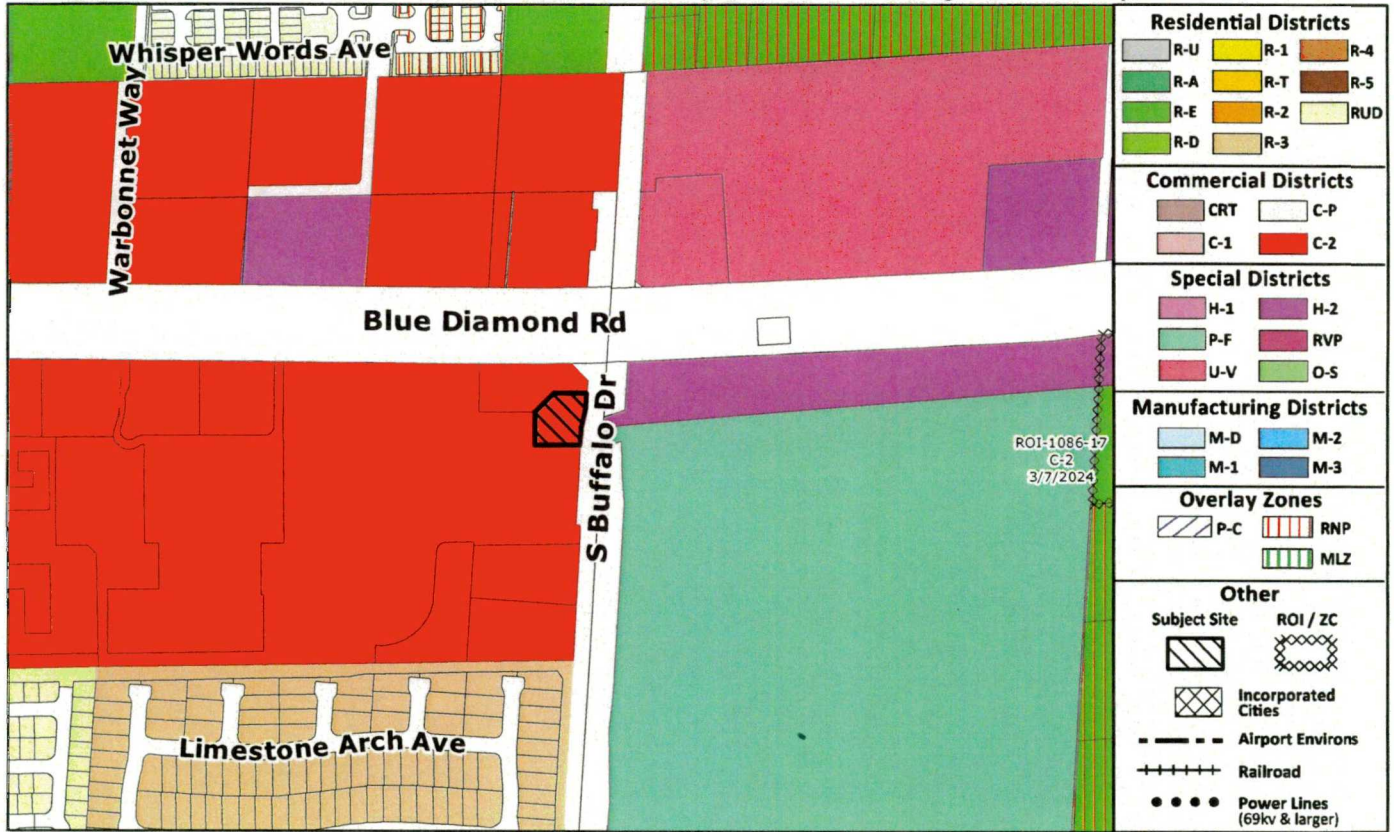 Whisper Words Ave
Warbonnet Way
Blue Diamond Rd
S Buffalo Dr
ROI-1086-17
C-2
3/7/2024
Limestone Arch Ave
Residential Districts
R-U R-1 R-4
R-A R-T R-5
R-E R-2 RUD
R-D R-3
Commercial Districts
CRT C-P
C-1 C-2
Special Districts
H-1 H-2
P-F RVP
U-V O-S
Manufacturing Districts
M-D M-2
M-1 M-3
Overlay Zones
P-C RNP
MLZ
Other
Subject Site ROI / ZC
Incorporated
Cities
Airport Environs
Railroad
Power Lines
(69kv & larger)